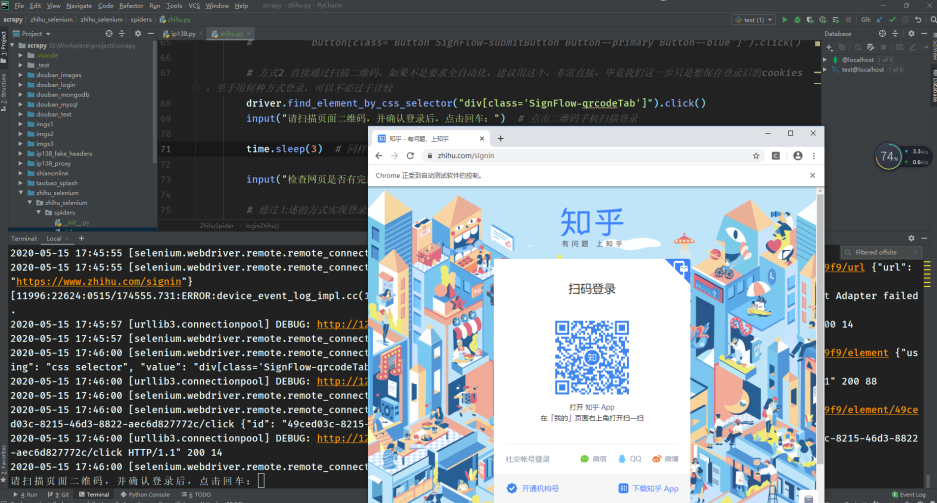 File Edit View Navigate Code Refactor Run Tools VCS Window Help scrapy - zhihu.py - PyCharm
scrapy zhihu_selenium zhihu_selenium spiders zhihu.py
test (1)
Git:
Project
ip138.py
zhihu.py
Database
scrapy D:\Workplace\projects\scrapy
.vscode
_test
douban_images
douban_login
douban_mongodb
douban_mysql
douban_text
imgs1
imgs2
imgs3
ip138_fake_headers
ip138_proxy
shianonline
taobao_splash
zhihu_selenium
zhihu_selenium
spiders
__init__.py
65
# button[class='Button SignFlow-submitButton Button--primary Button--blue']").click()
# 方式2 直接通过扫描二维码，如果不是要求全自动化，建议用这个，非常直接，毕竟我们这一步只是想保存登录后的cookies
，至于用何种方式登录，可以不必过于计较
68 driver.find_element_by_css_selector("div[class='SignFlow-qrcodeTab']").click()
69 input("请扫描页面二维码，并确认登录后，点击回车：") # 点击二维码手机扫描登录
70
71 time.sleep(3) # 同样
72
73 input("检查网页是否有完
74
75 # 通过上述的方式实现登录
ZhihuSpider loginZhihu()
@localhost 1 of 1
test@localhost 1 of 6
74%
知乎 - 有问题，上知乎
zhihu.com/signin
Chrome 正受到自动测试软件的控制。
知乎
有问题 上知乎
扫码登录
知
打开 知乎 App
在「我的」页面右上角打开扫一扫
社交帐号登录 微信 QQ 微博
开通机构号 下载知乎 App
Terminal: Local
Filtered offsite
2020-05-15 17:45:55 [selenium.webdriver.remote.remote_connect
2020-05-15 17:45:55 [selenium.webdriver.remote.remote_connect
9f9/url {"url":
"https://www.zhihu.com/signin"}
[11996:22624:0515/174555.731:ERROR:device_event_log_impl.cc(1
t Adapter failed
.
2020-05-15 17:45:57 [urllib3.connectionpool] DEBUG: http://12
200 14
2020-05-15 17:45:57 [selenium.webdriver.remote.remote_connect
2020-05-15 17:46:00 [selenium.webdriver.remote.remote_connect
9f9/element {"us
ing": "css selector", "value": "div[class='SignFlow-qrcodeTab
2020-05-15 17:46:00 [urllib3.connectionpool] DEBUG: http://12
1" 200 88
2020-05-15 17:46:00 [selenium.webdriver.remote.remote_connect
2020-05-15 17:46:00 [selenium.webdriver.remote.remote_connect
9f9/element/49ce
d03c-8215-46d3-8822-aec6d827772c/click {"id": "49ced03c-8215-
2020-05-15 17:46:00 [urllib3.connectionpool] DEBUG: http://12
3c-8215-46d3-8822
-aec6d827772c/click HTTP/1.1" 200 14
2020-05-15 17:46:00 [selenium.webdriver.remote.remote_connect
请扫描页面二维码，并确认登录后，点击回车：
4: Run 9: Git Terminal Python Console 6: TODO
Event Log